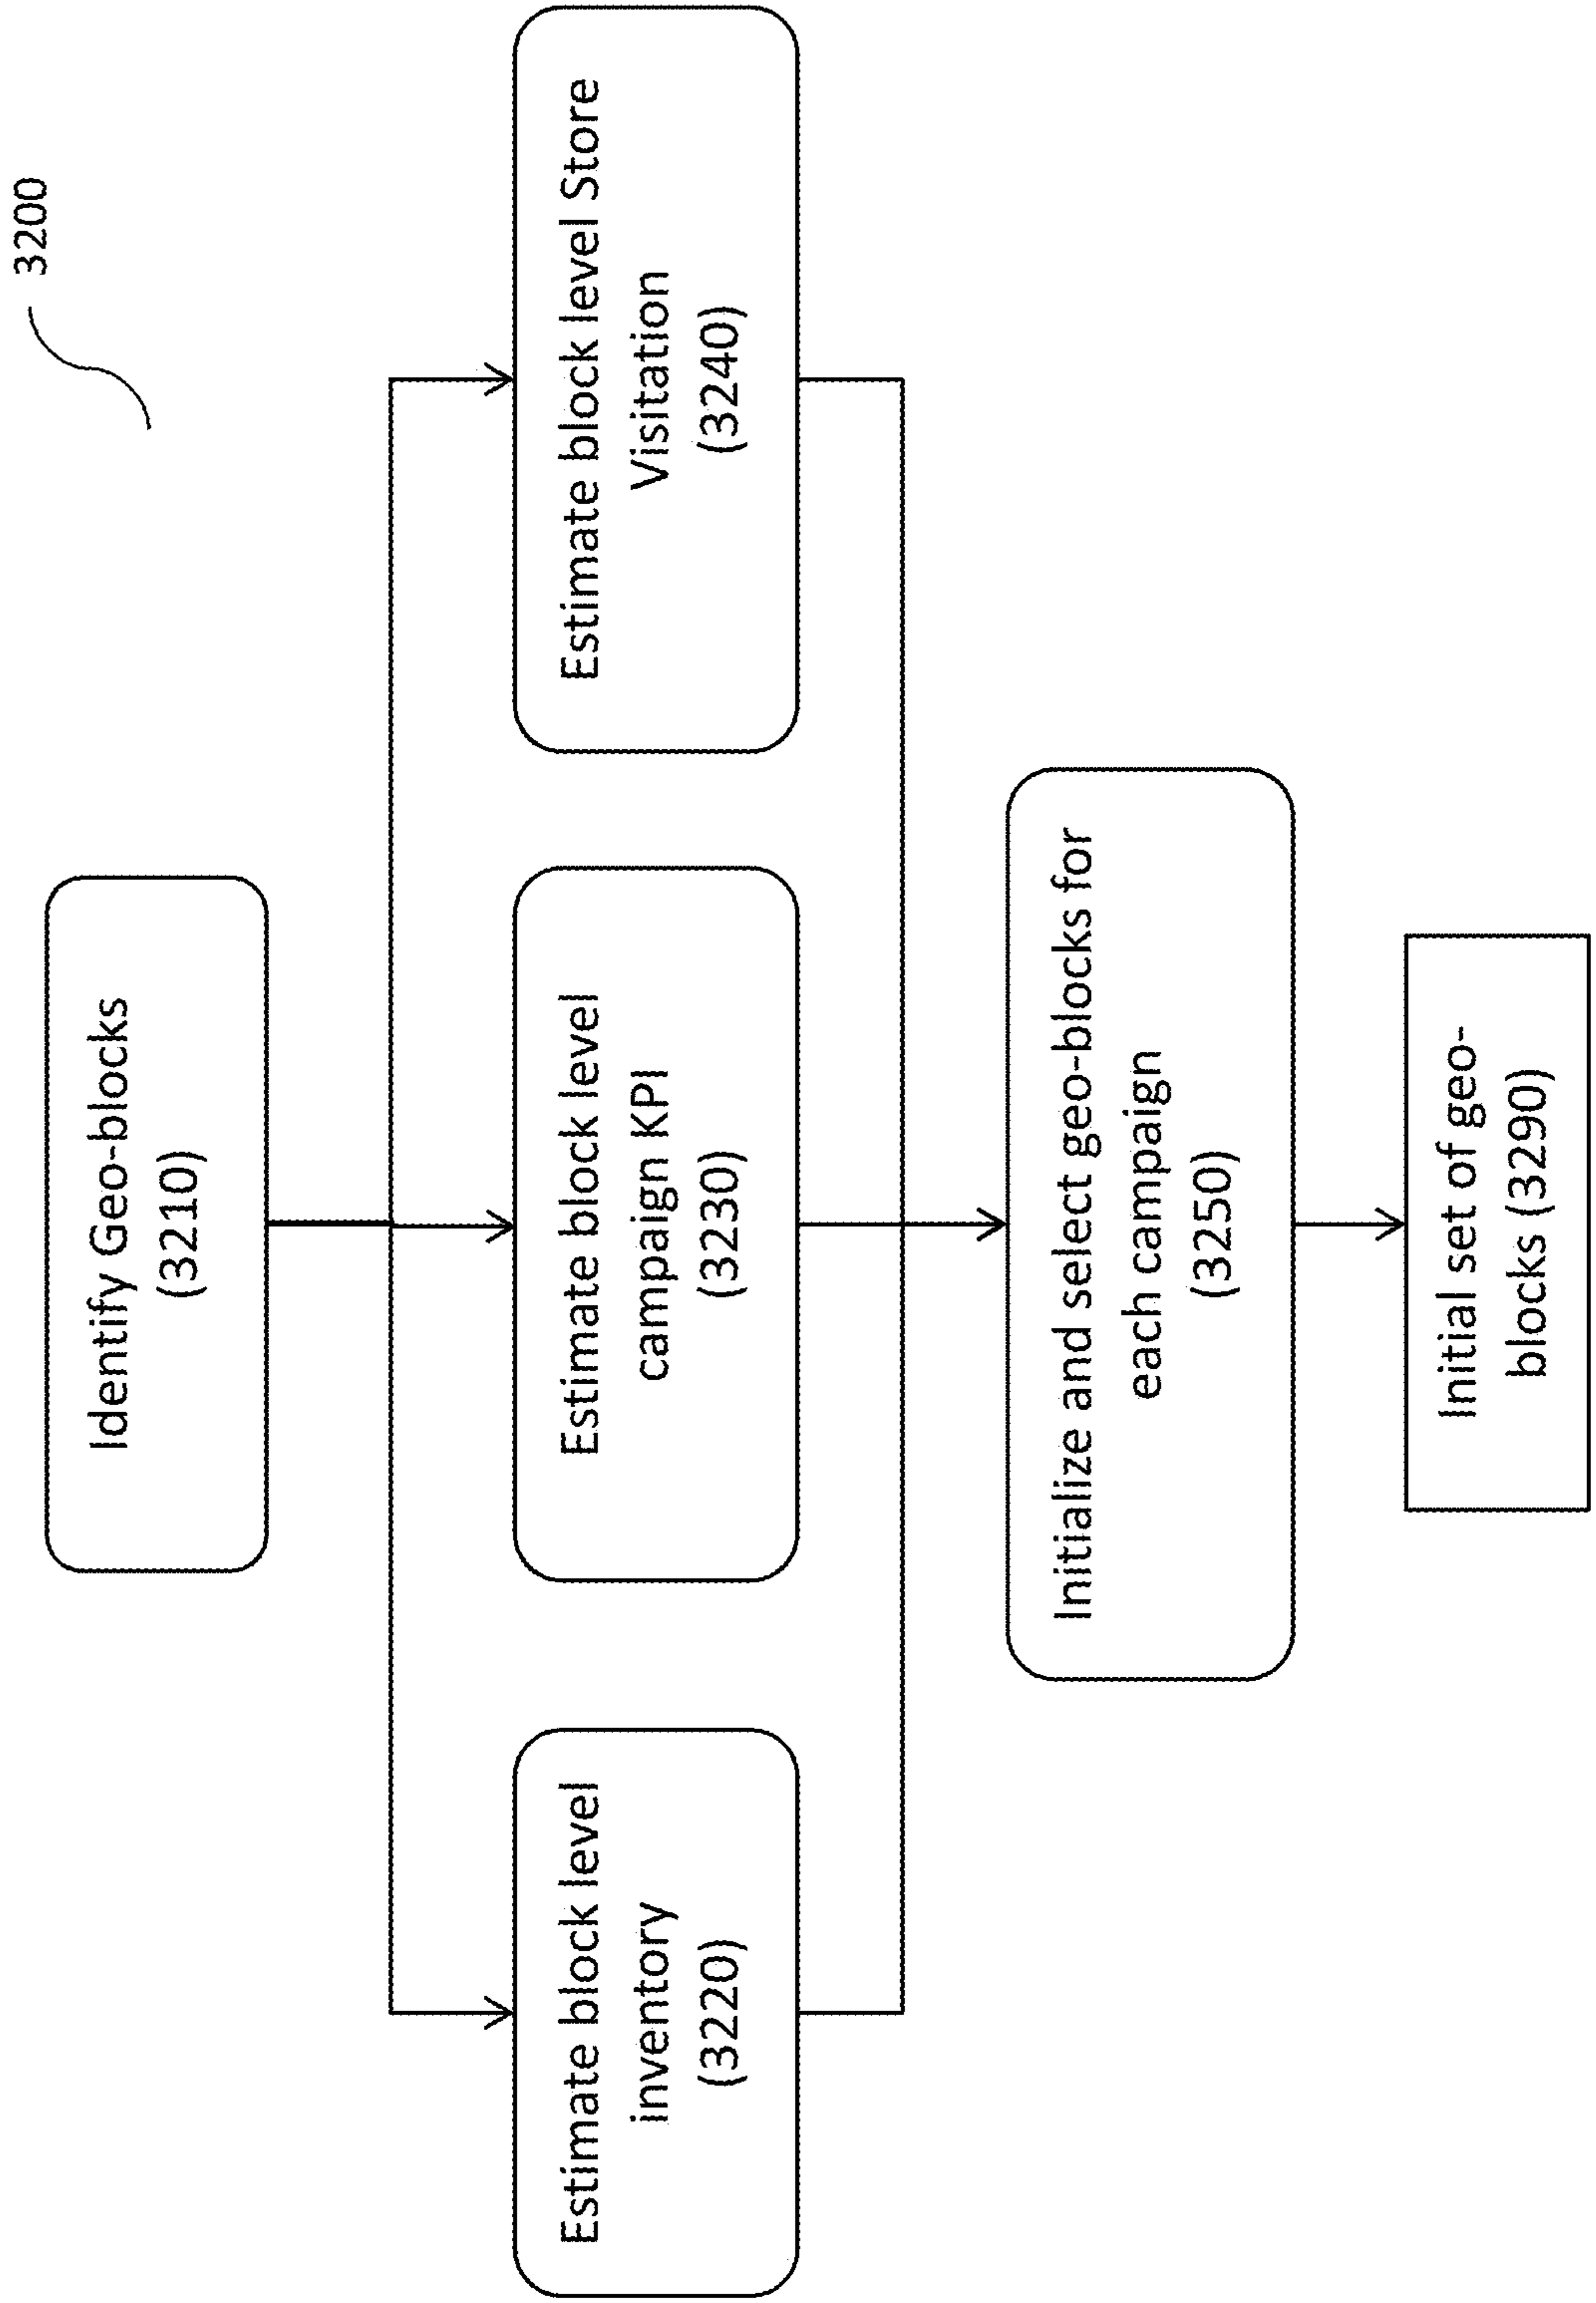 3200
Identify Geo-blocks
(3210)
Estimate block level
inventory
(3220)
Estimate block level
campaign KPI
(3230)
Estimate block level Store
Visitation
(3240)
Initialize and select geo-blocks for
each campaign
(3250)
Initial set of geo-
blocks (3290)